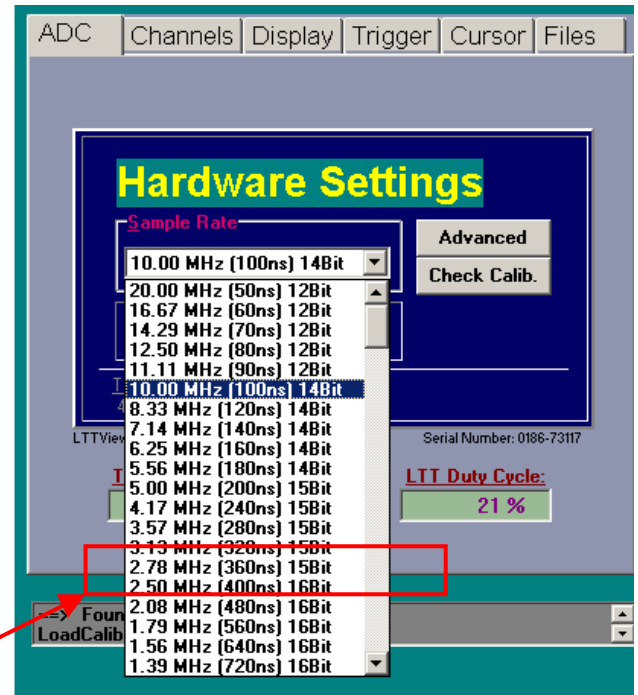 ADC Channels Display Trigger Cursor Files
Hardware Settings
Sample Rate
10.00 MHz (100ns) 14Bit
Advanced
Check Calib.
20.00 MHz (50ns) 12Bit
16.67 MHz (60ns) 12Bit
14.29 MHz (70ns) 12Bit
12.50 MHz (80ns) 12Bit
11.11 MHz (90ns) 12Bit
10.00 MHz (100ns) 14Bit
8.33 MHz (120ns) 14Bit
7.14 MHz (140ns) 14Bit
6.25 MHz (160ns) 14Bit
5.56 MHz (180ns) 14Bit
5.00 MHz (200ns) 15Bit
4.17 MHz (240ns) 15Bit
3.57 MHz (280ns) 15Bit
3.13 MHz (320ns) 15Bit
2.78 MHz (360ns) 15Bit
2.50 MHz (400ns) 16Bit
2.08 MHz (480ns) 16Bit
1.79 MHz (560ns) 16Bit
1.56 MHz (640ns) 16Bit
1.39 MHz (720ns) 16Bit
LTTView
Serial Number: 0186-73117
LTT Duty Cycle:
21 %
==> Foun
LoadCalib